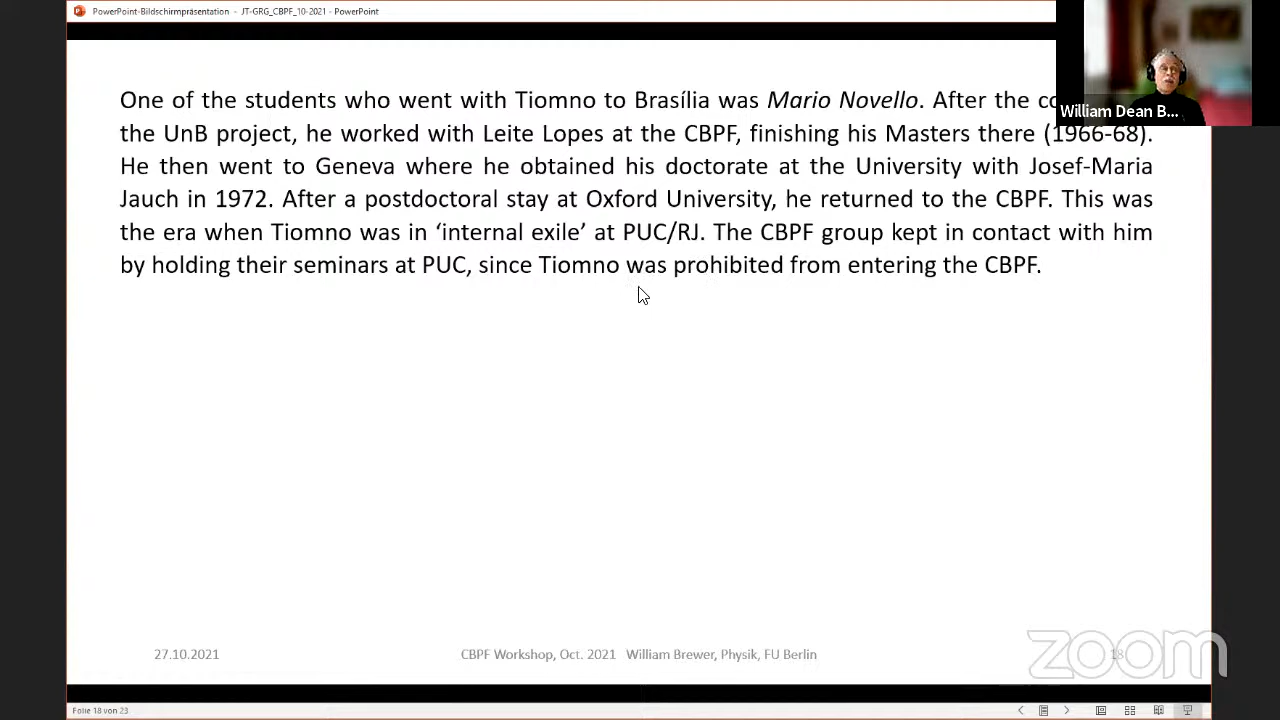 PowerPoint-Bildschirmpräsentation - JT-GRG_CBPF_10-2021 - PowerPoint
William Dean B...
One of the students who went with Tiomno to Brasília was Mario Novello. After the
the UnB project, he worked with Leite Lopes at the CBPF, finishing his Masters there (1966-68).
He then went to Geneva where he obtained his doctorate at the University with Josef-Maria
Jauch in 1972. After a postdoctoral stay at Oxford University, he returned to the CBPF. This was
the era when Tiomno was in ‘internal exile’ at PUC/RJ. The CBPF group kept in contact with him
by holding their seminars at PUC, since Tiomno was prohibited from entering the CBPF.
27.10.2021
CBPF Workshop, Oct. 2021 William Brewer, Physik, FU Berlin
18
zoom
Folie 18 von 23